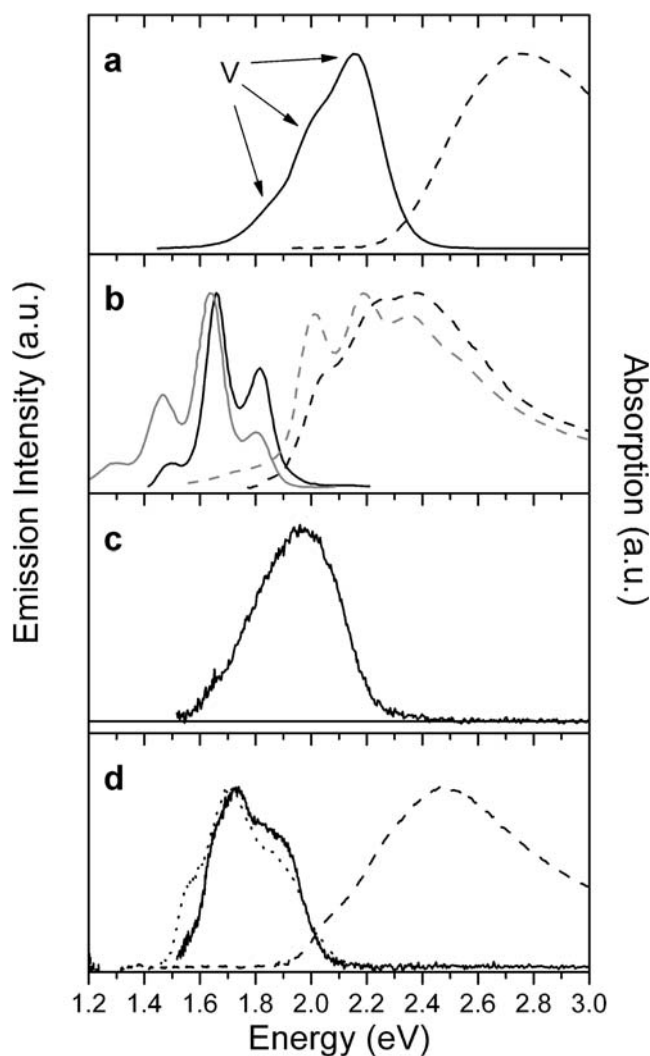 a
V
b
c
d
Emission Intensity (a.u.)
Absorption (a.u.)
1.2 1.4 1.6 1.8 2.0 2.2 2.4 2.6 2.8 3.0
Energy (eV)